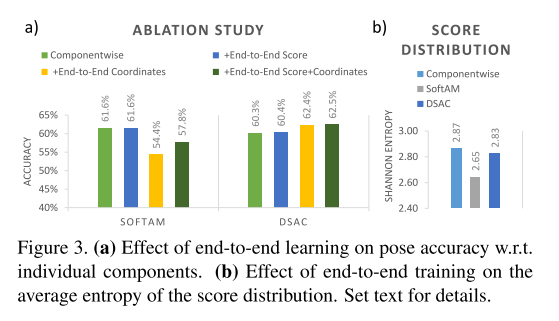 a)
ABLATION STUDY
Componentwise
+End-to-End Score
+End-to-End Coordinates
+End-to-End Score+Coordinates
ACCURACY
65%
60%
55%
50%
45%
40%
61.6%
61.6%
54.4%
57.8%
60.3%
60.4%
62.4%
62.5%
SOFTAM
DSAC
b)
SCORE
DISTRIBUTION
Componentwise
SoftAM
DSAC
SHANNON ENTROPY
3.00
2.80
2.60
2.40
2.87
2.65
2.83
Figure 3. (a) Effect of end-to-end learning on pose accuracy w.r.t.
individual components. (b) Effect of end-to-end training on the
average entropy of the score distribution. Set text for details.